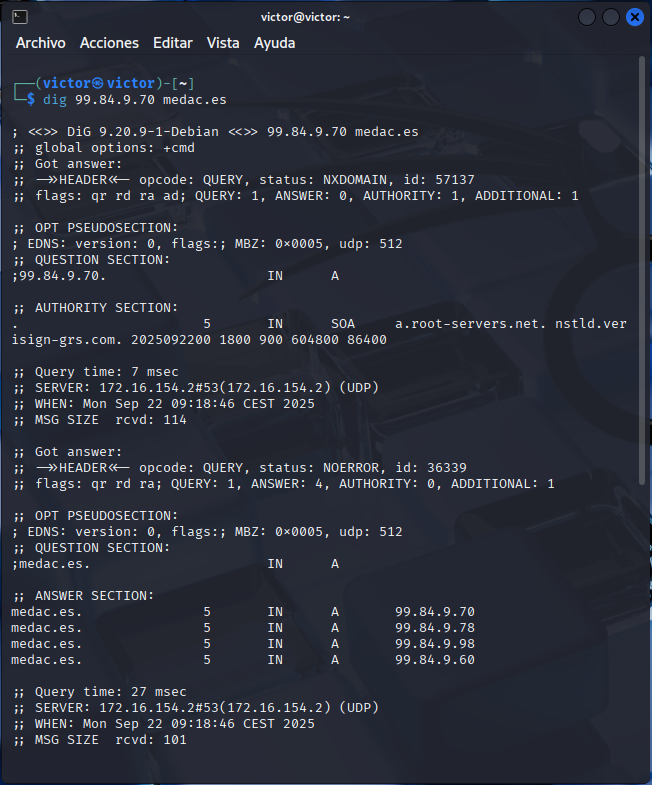 victor@victor: ~
Archivo Acciones Editar Vista Ayuda
┌──(victor㉿victor)-[~]
└─$ dig 99.84.9.70 medac.es
; <<>> DiG 9.20.9-1-Debian <<>> 99.84.9.70 medac.es
;; global options: +cmd
;; Got answer:
;; ->>HEADER<<- opcode: QUERY, status: NXDOMAIN, id: 57137
;; flags: qr rd ra ad; QUERY: 1, ANSWER: 0, AUTHORITY: 1, ADDITIONAL: 1
;; OPT PSEUDOSECTION:
; EDNS: version: 0, flags:; MBZ: 0x0005, udp: 512
;; QUESTION SECTION:
;99.84.9.70. IN A
;; AUTHORITY SECTION:
. 5 IN SOA a.root-servers.net. nstld.ver
isign-grs.com. 2025092200 1800 900 604800 86400
;; Query time: 7 msec
;; SERVER: 172.16.154.2#53(172.16.154.2) (UDP)
;; WHEN: Mon Sep 22 09:18:46 CEST 2025
;; MSG SIZE rcvd: 114
;; Got answer:
;; ->>HEADER<<- opcode: QUERY, status: NOERROR, id: 36339
;; flags: qr rd ra; QUERY: 1, ANSWER: 4, AUTHORITY: 0, ADDITIONAL: 1
;; OPT PSEUDOSECTION:
; EDNS: version: 0, flags:; MBZ: 0x0005, udp: 512
;; QUESTION SECTION:
;medac.es. IN A
;; ANSWER SECTION:
medac.es. 5 IN A 99.84.9.70
medac.es. 5 IN A 99.84.9.78
medac.es. 5 IN A 99.84.9.98
medac.es. 5 IN A 99.84.9.60
;; Query time: 27 msec
;; SERVER: 172.16.154.2#53(172.16.154.2) (UDP)
;; WHEN: Mon Sep 22 09:18:46 CEST 2025
;; MSG SIZE rcvd: 101